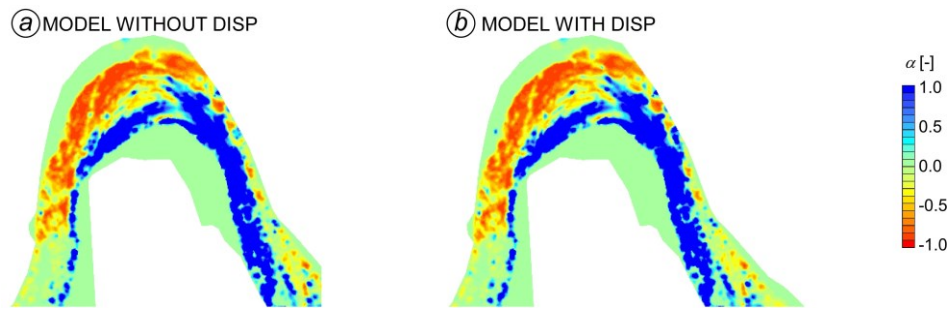 a MODEL WITHOUT DISP
b MODEL WITH DISP
α [-]
1.0
0.5
0.0
-0.5
-1.0